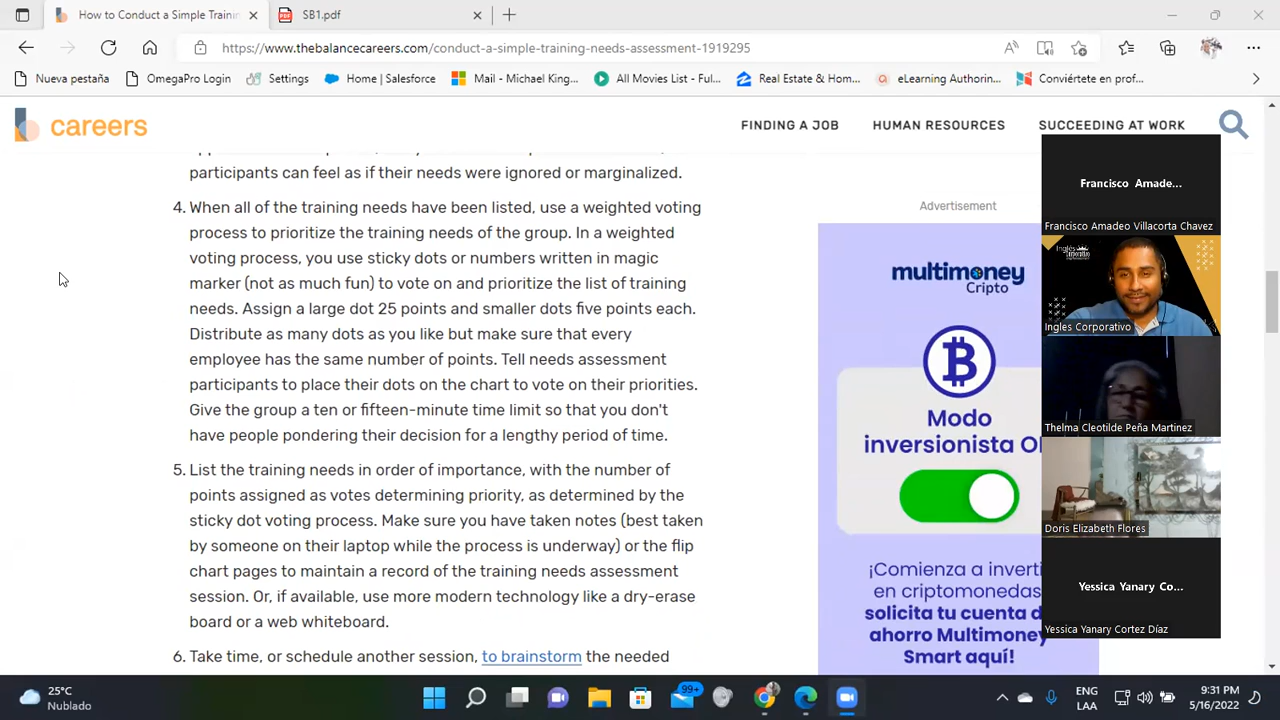 How to Conduct a Simple Trainin
SB1.pdf
https://www.thebalancecareers.com/conduct-a-simple-training-needs-assessment-1919295
Nueva pestaña
OmegaPro Login
Settings
Home | Salesforce
Mail - Michael King...
All Movies List - Ful...
Real Estate & Hom...
eLearning Authorin...
Conviértete en prof...
careers
FINDING A JOB
HUMAN RESOURCES
SUCCEEDING AT WORK
participants can feel as if their needs were ignored or marginalized.
4. When all of the training needs have been listed, use a weighted voting
process to prioritize the training needs of the group. In a weighted
voting process, you use sticky dots or numbers written in magic
marker (not as much fun) to vote on and prioritize the list of training
needs. Assign a large dot 25 points and smaller dots five points each.
Distribute as many dots as you like but make sure that every
employee has the same number of points. Tell needs assessment
participants to place their dots on the chart to vote on their priorities.
Give the group a ten or fifteen-minute time limit so that you don't
have people pondering their decision for a lengthy period of time.
5. List the training needs in order of importance, with the number of
points assigned as votes determining priority, as determined by the
sticky dot voting process. Make sure you have taken notes (best taken
by someone on their laptop while the process is underway) or the flip
chart pages to maintain a record of the training needs assessment
session. Or, if available, use more modern technology like a dry-erase
board or a web whiteboard.
6. Take time, or schedule another session, to brainstorm the needed
Advertisement
multimoney
Cripto
Modo
inversionista O
¡Comienza a inverti
en criptomonedas
solicita tu cuenta d
ahorro Multimoney
Smart aquí!
Francisco Amade...
Francisco Amadeo Villacorta Chavez
Inglés
Corporativo
Ingles Corporativo
Thelma Cleotilde Peña Martinez
Doris Elizabeth Flores
Yessica Yanary Co...
Yessica Yanary Cortez Díaz
25°C
Nublado
99+
ENG
LAA
9:31 PM
5/16/2022